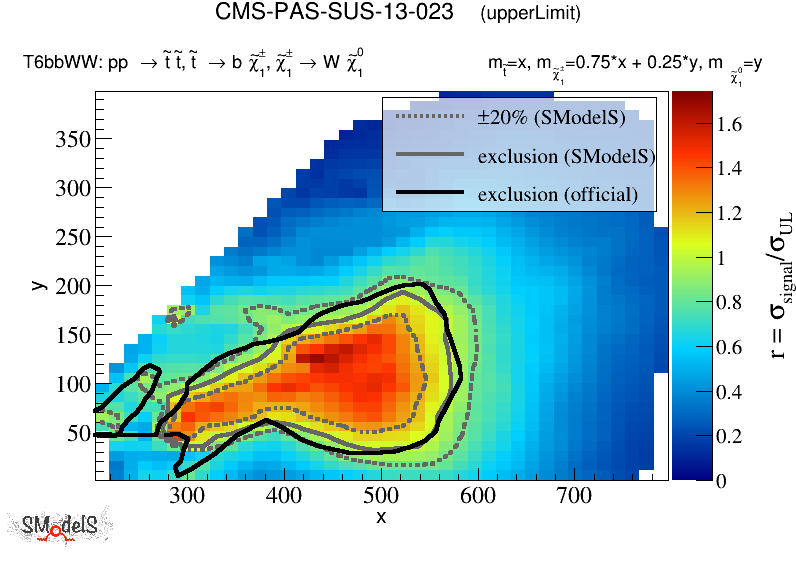 CMS-PAS-SUS-13-023 (upperLimit)
T6bbWW: pp → t̃ t̃, t̃ → b χ̃₁±, χ̃₁± → W χ̃₁⁰
m_t̃=x, m_χ̃₁±=0.75*x + 0.25*y, m_χ̃₁⁰=y
±20% (SModelS)
exclusion (SModelS)
exclusion (official)
350
300
250
200
150
100
50
y
300 400 500 600 700
x
1.6
1.4
1.2
1
0.8
0.6
0.4
0.2
0
r = σ_signal/σ_UL
SModelS